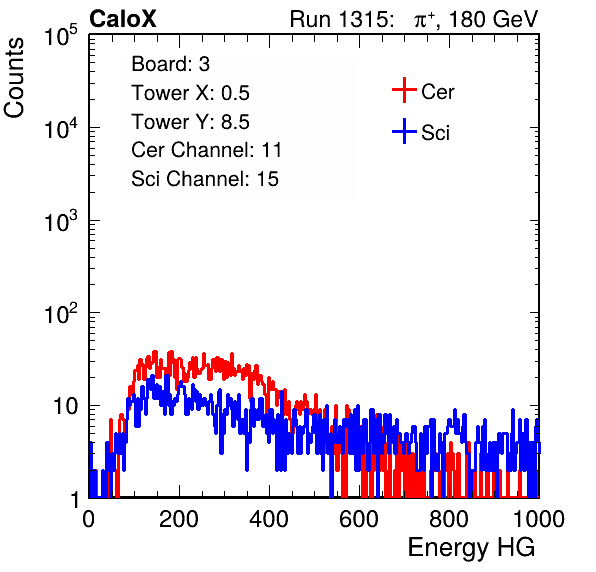 CaloX Run 1315: π⁺, 180 GeV
Counts
10⁵
10⁴
10³
10²
10
1
Board: 3
Tower X: 0.5
Tower Y: 8.5
Cer Channel: 11
Sci Channel: 15
Cer
Sci
0 200 400 600 800 1000
Energy HG